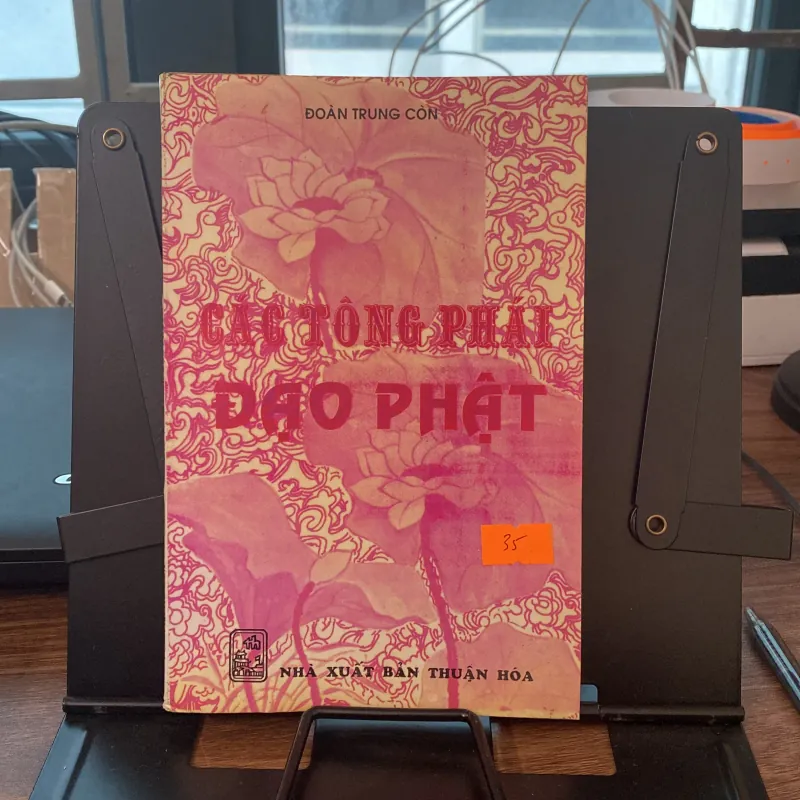 ĐOÀN TRUNG CÒN
CÁC TÔNG PHÁI
ĐẠO PHẬT
35
NHÀ XUẤT BẢN THUẬN HÓA